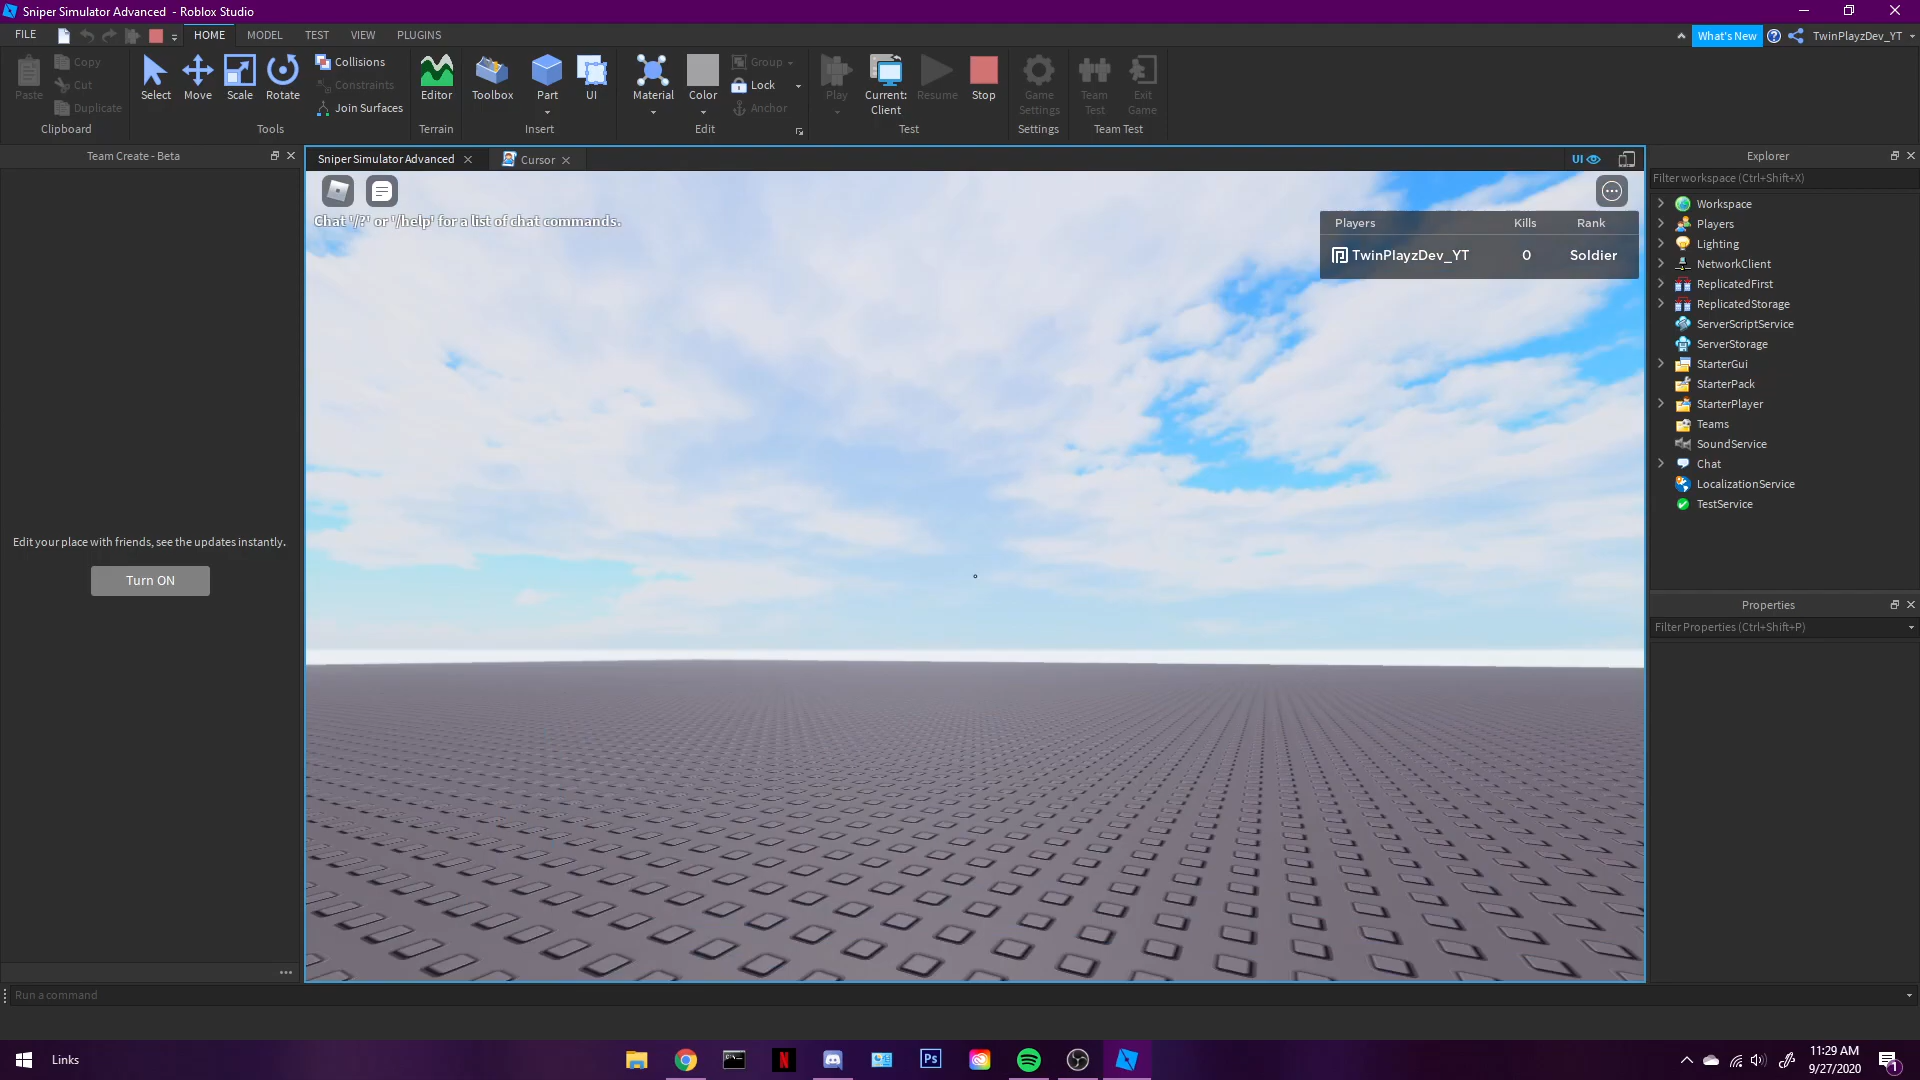 Sniper Simulator Advanced - Roblox Studio
FILE
HOME
MODEL
TEST
VIEW
PLUGINS
What's New
TwinPlayzDev_YT
Paste
Copy
Cut
Duplicate
Clipboard
Select
Move
Scale
Rotate
Collisions
Constraints
Join Surfaces
Tools
Editor
Terrain
Toolbox
Part
UI
Insert
Material
Color
Group
Lock
Anchor
Edit
Play
Current:
Client
Resume
Stop
Test
Game
Settings
Settings
Team
Test
Exit
Game
Team Test
Team Create - Beta
Edit your place with friends, see the updates instantly.
Turn ON
Sniper Simulator Advanced
Cursor
UI
Chat '/?' or '/help' for a list of chat commands.
Players Kills Rank
TwinPlayzDev_YT 0 Soldier
Explorer
Filter workspace (Ctrl+Shift+X)
Workspace
Players
Lighting
NetworkClient
ReplicatedFirst
ReplicatedStorage
ServerScriptService
ServerStorage
StarterGui
StarterPack
StarterPlayer
Teams
SoundService
Chat
LocalizationService
TestService
Properties
Filter Properties (Ctrl+Shift+P)
Run a command
Links
N
Ps
11:29 AM
9/27/2020
1